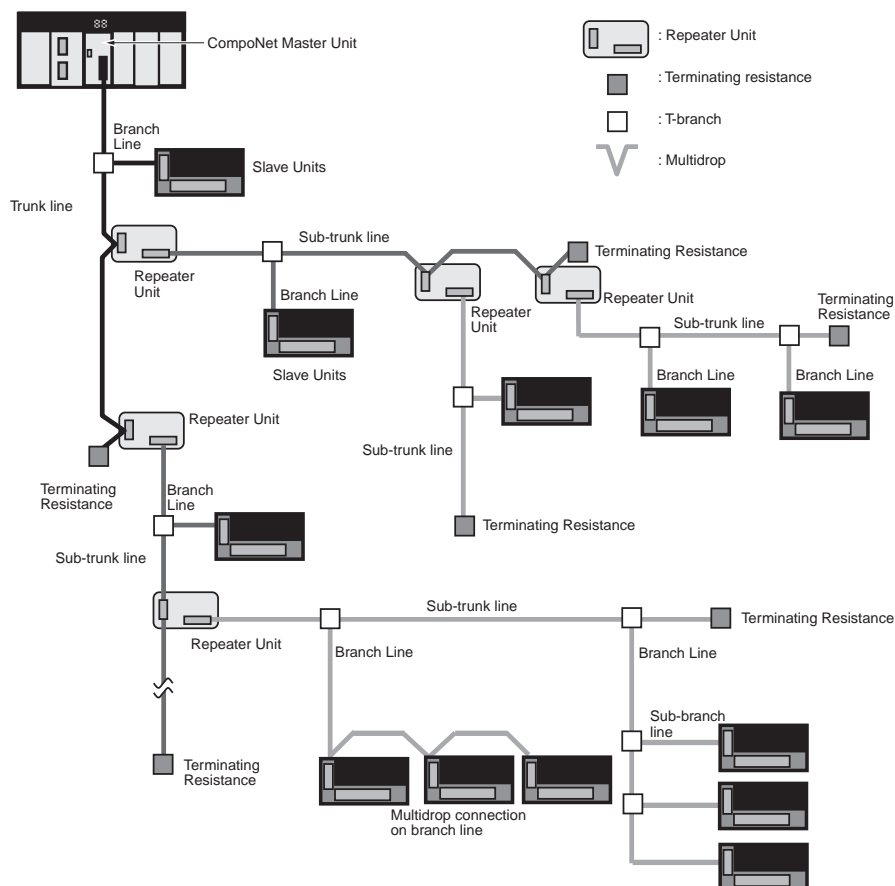 88
CompoNet Master Unit
: Repeater Unit
: Terminating resistance
: T-branch
: Multidrop
Branch
Line
Slave Units
Trunk line
Sub-trunk line
Terminating Resistance
Repeater
Unit
Branch Line
Repeater
Unit
Repeater Unit
Terminating
Resistance
Sub-trunk line
Slave Units
Branch Line
Branch Line
Repeater Unit
Sub-trunk line
Terminating
Resistance
Branch
Line
Terminating Resistance
Sub-trunk line
Sub-trunk line
Terminating Resistance
Repeater Unit
Branch Line
Branch Line
Sub-branch
line
Terminating
Resistance
Multidrop connection
on branch line